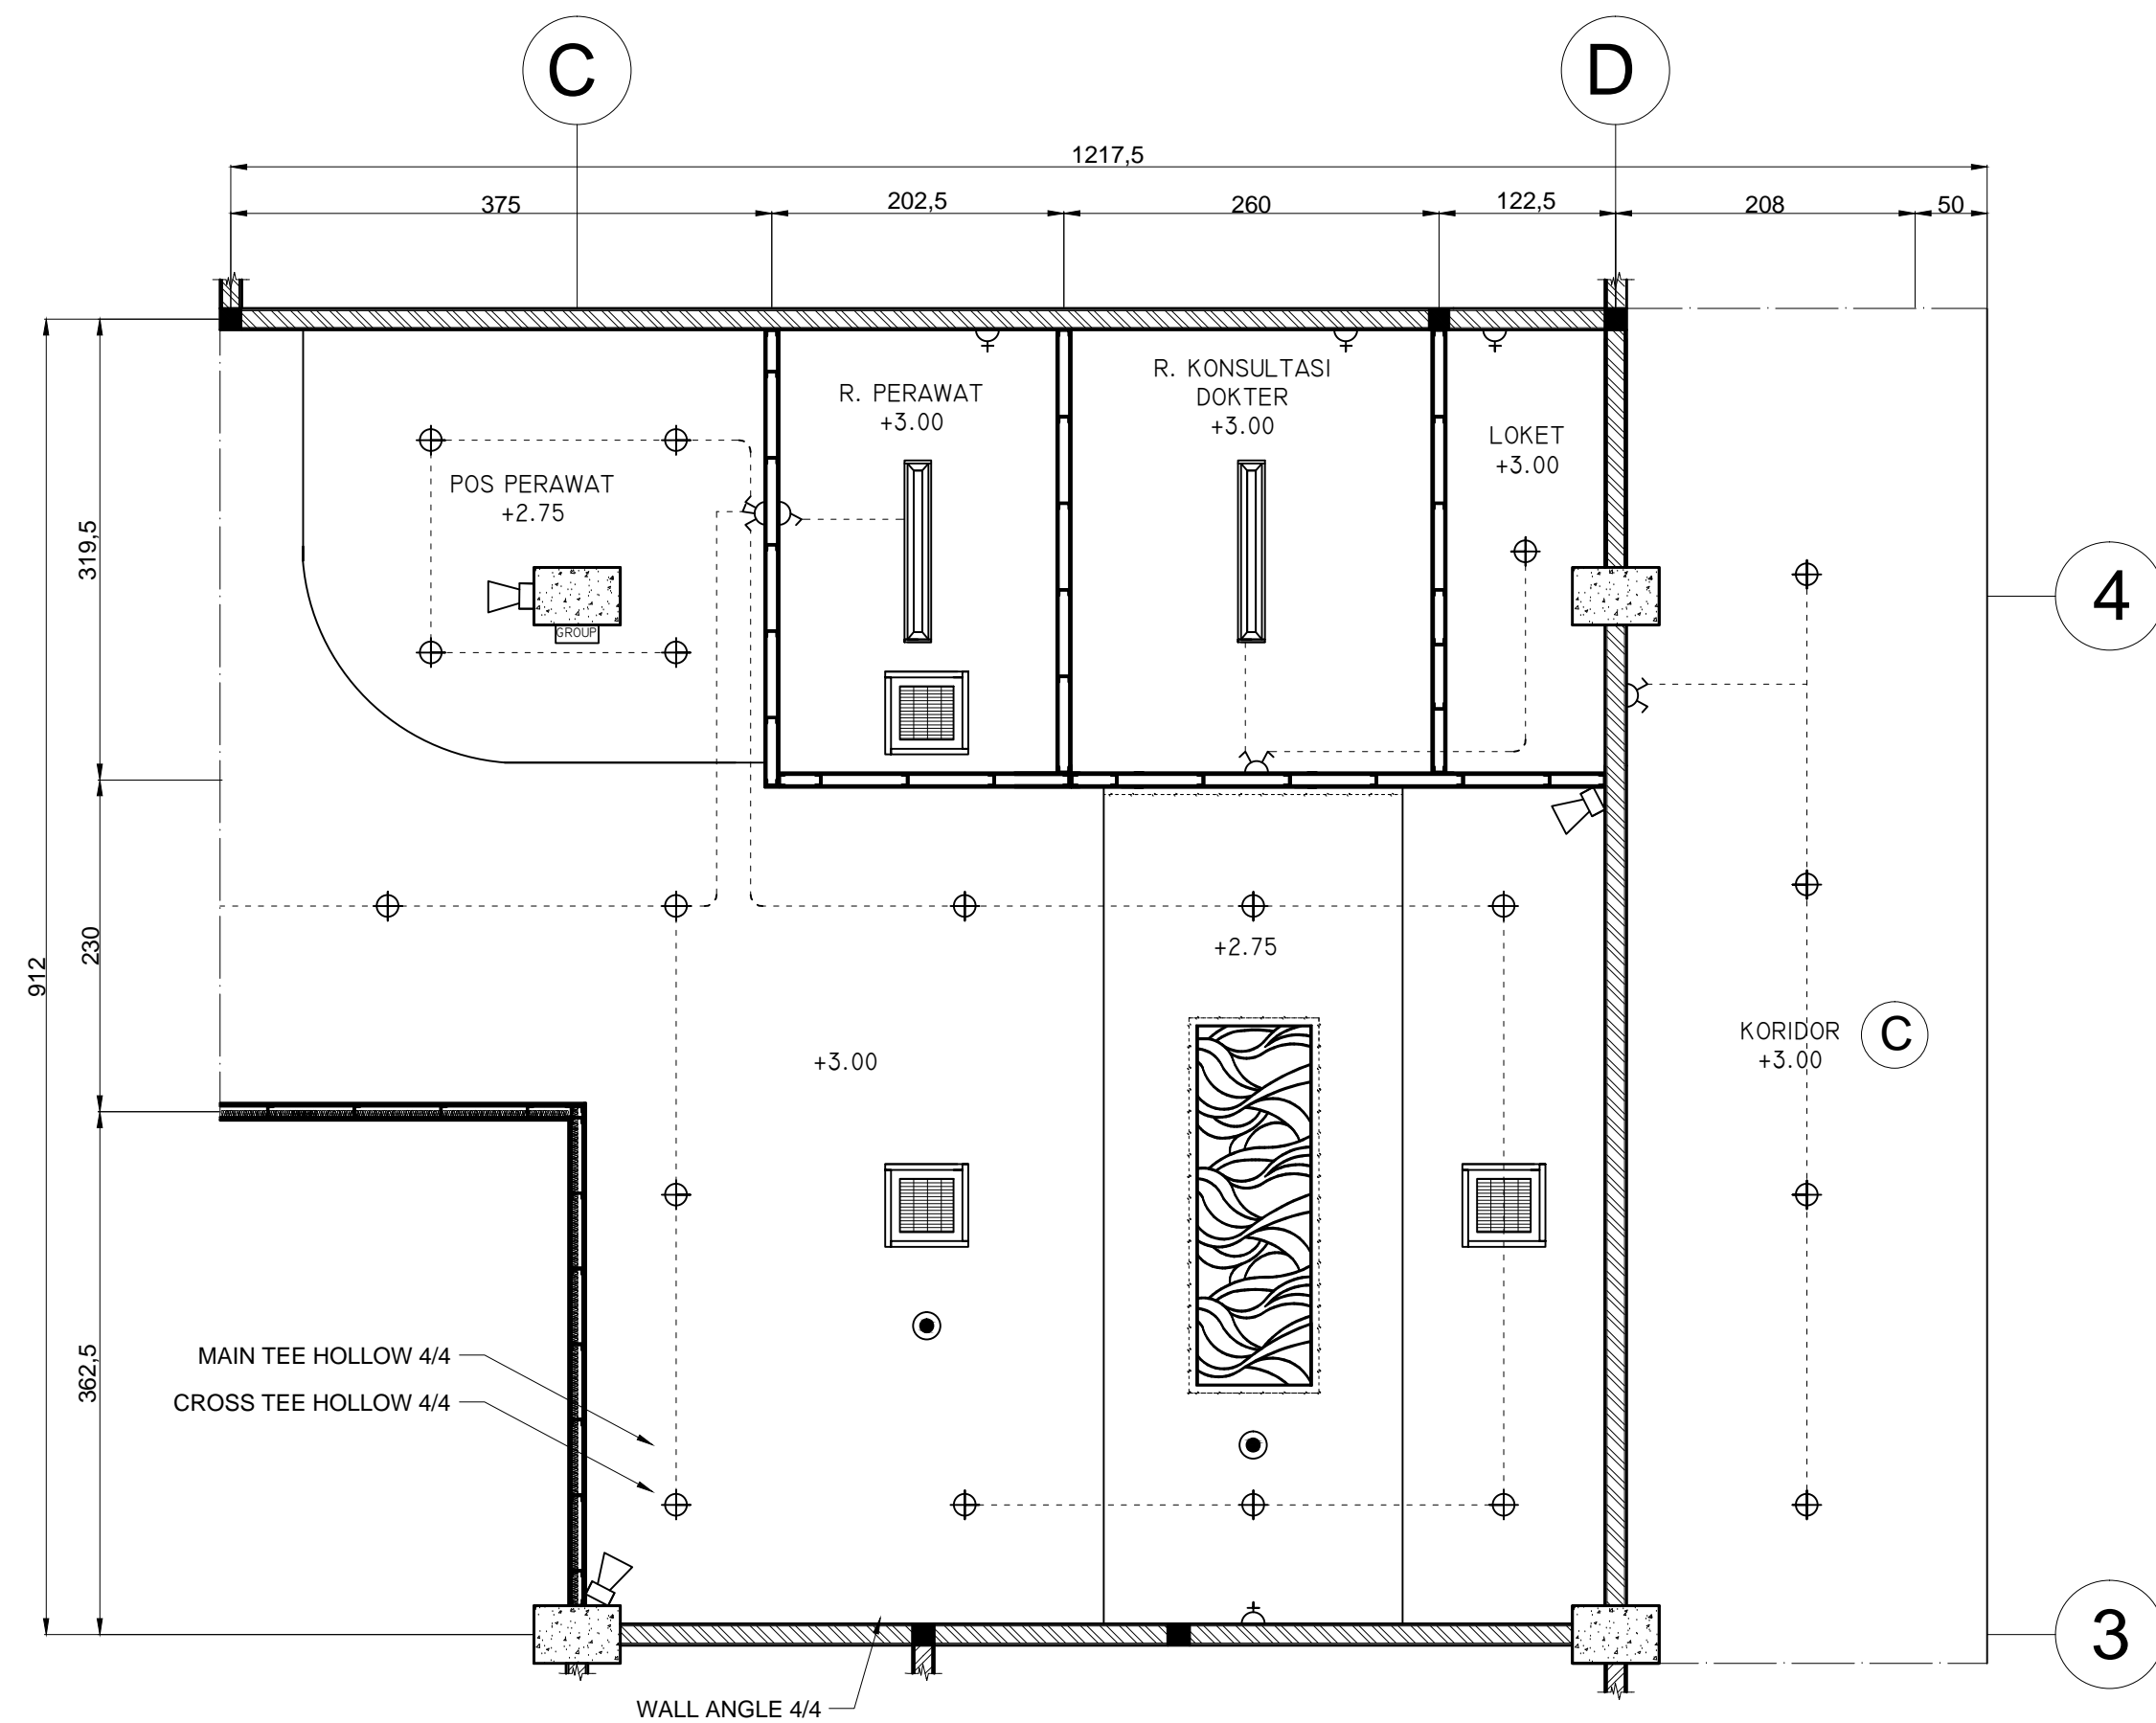 C
D
1217,5
375
202,5
260
122,5
208
50
R. PERAWAT
+3.00
R. KONSULTASI
DOKTER
+3.00
LOKET
+3.00
POS PERAWAT
+2.75
GROUP
4
319,5
230
912
362,5
+2.75
+3.00
KORIDOR
+3.00
C
MAIN TEE HOLLOW 4/4
CROSS TEE HOLLOW 4/4
3
WALL ANGLE 4/4